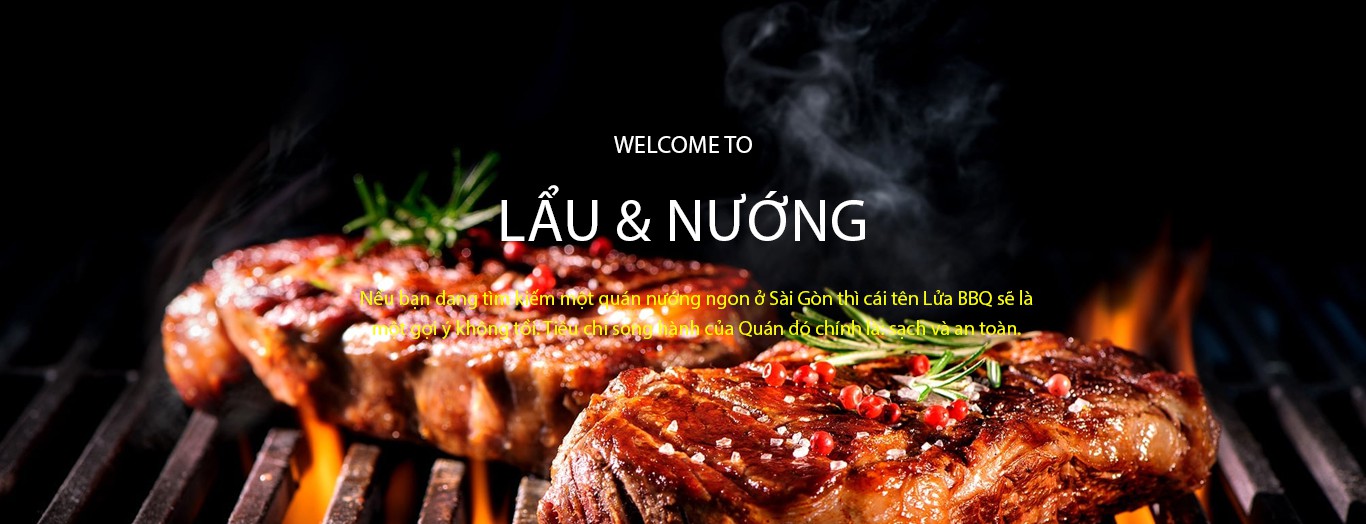 WELCOME TO
LẨU & NƯỚNG
Nếu bạn đang tìm kiếm một quán nướng ngon ở Sài Gòn thì cái tên Lửa BBQ sẽ là
một gợi ý không tồi. Tiêu chí song hành của Quán đó chính là: sạch và an toàn.